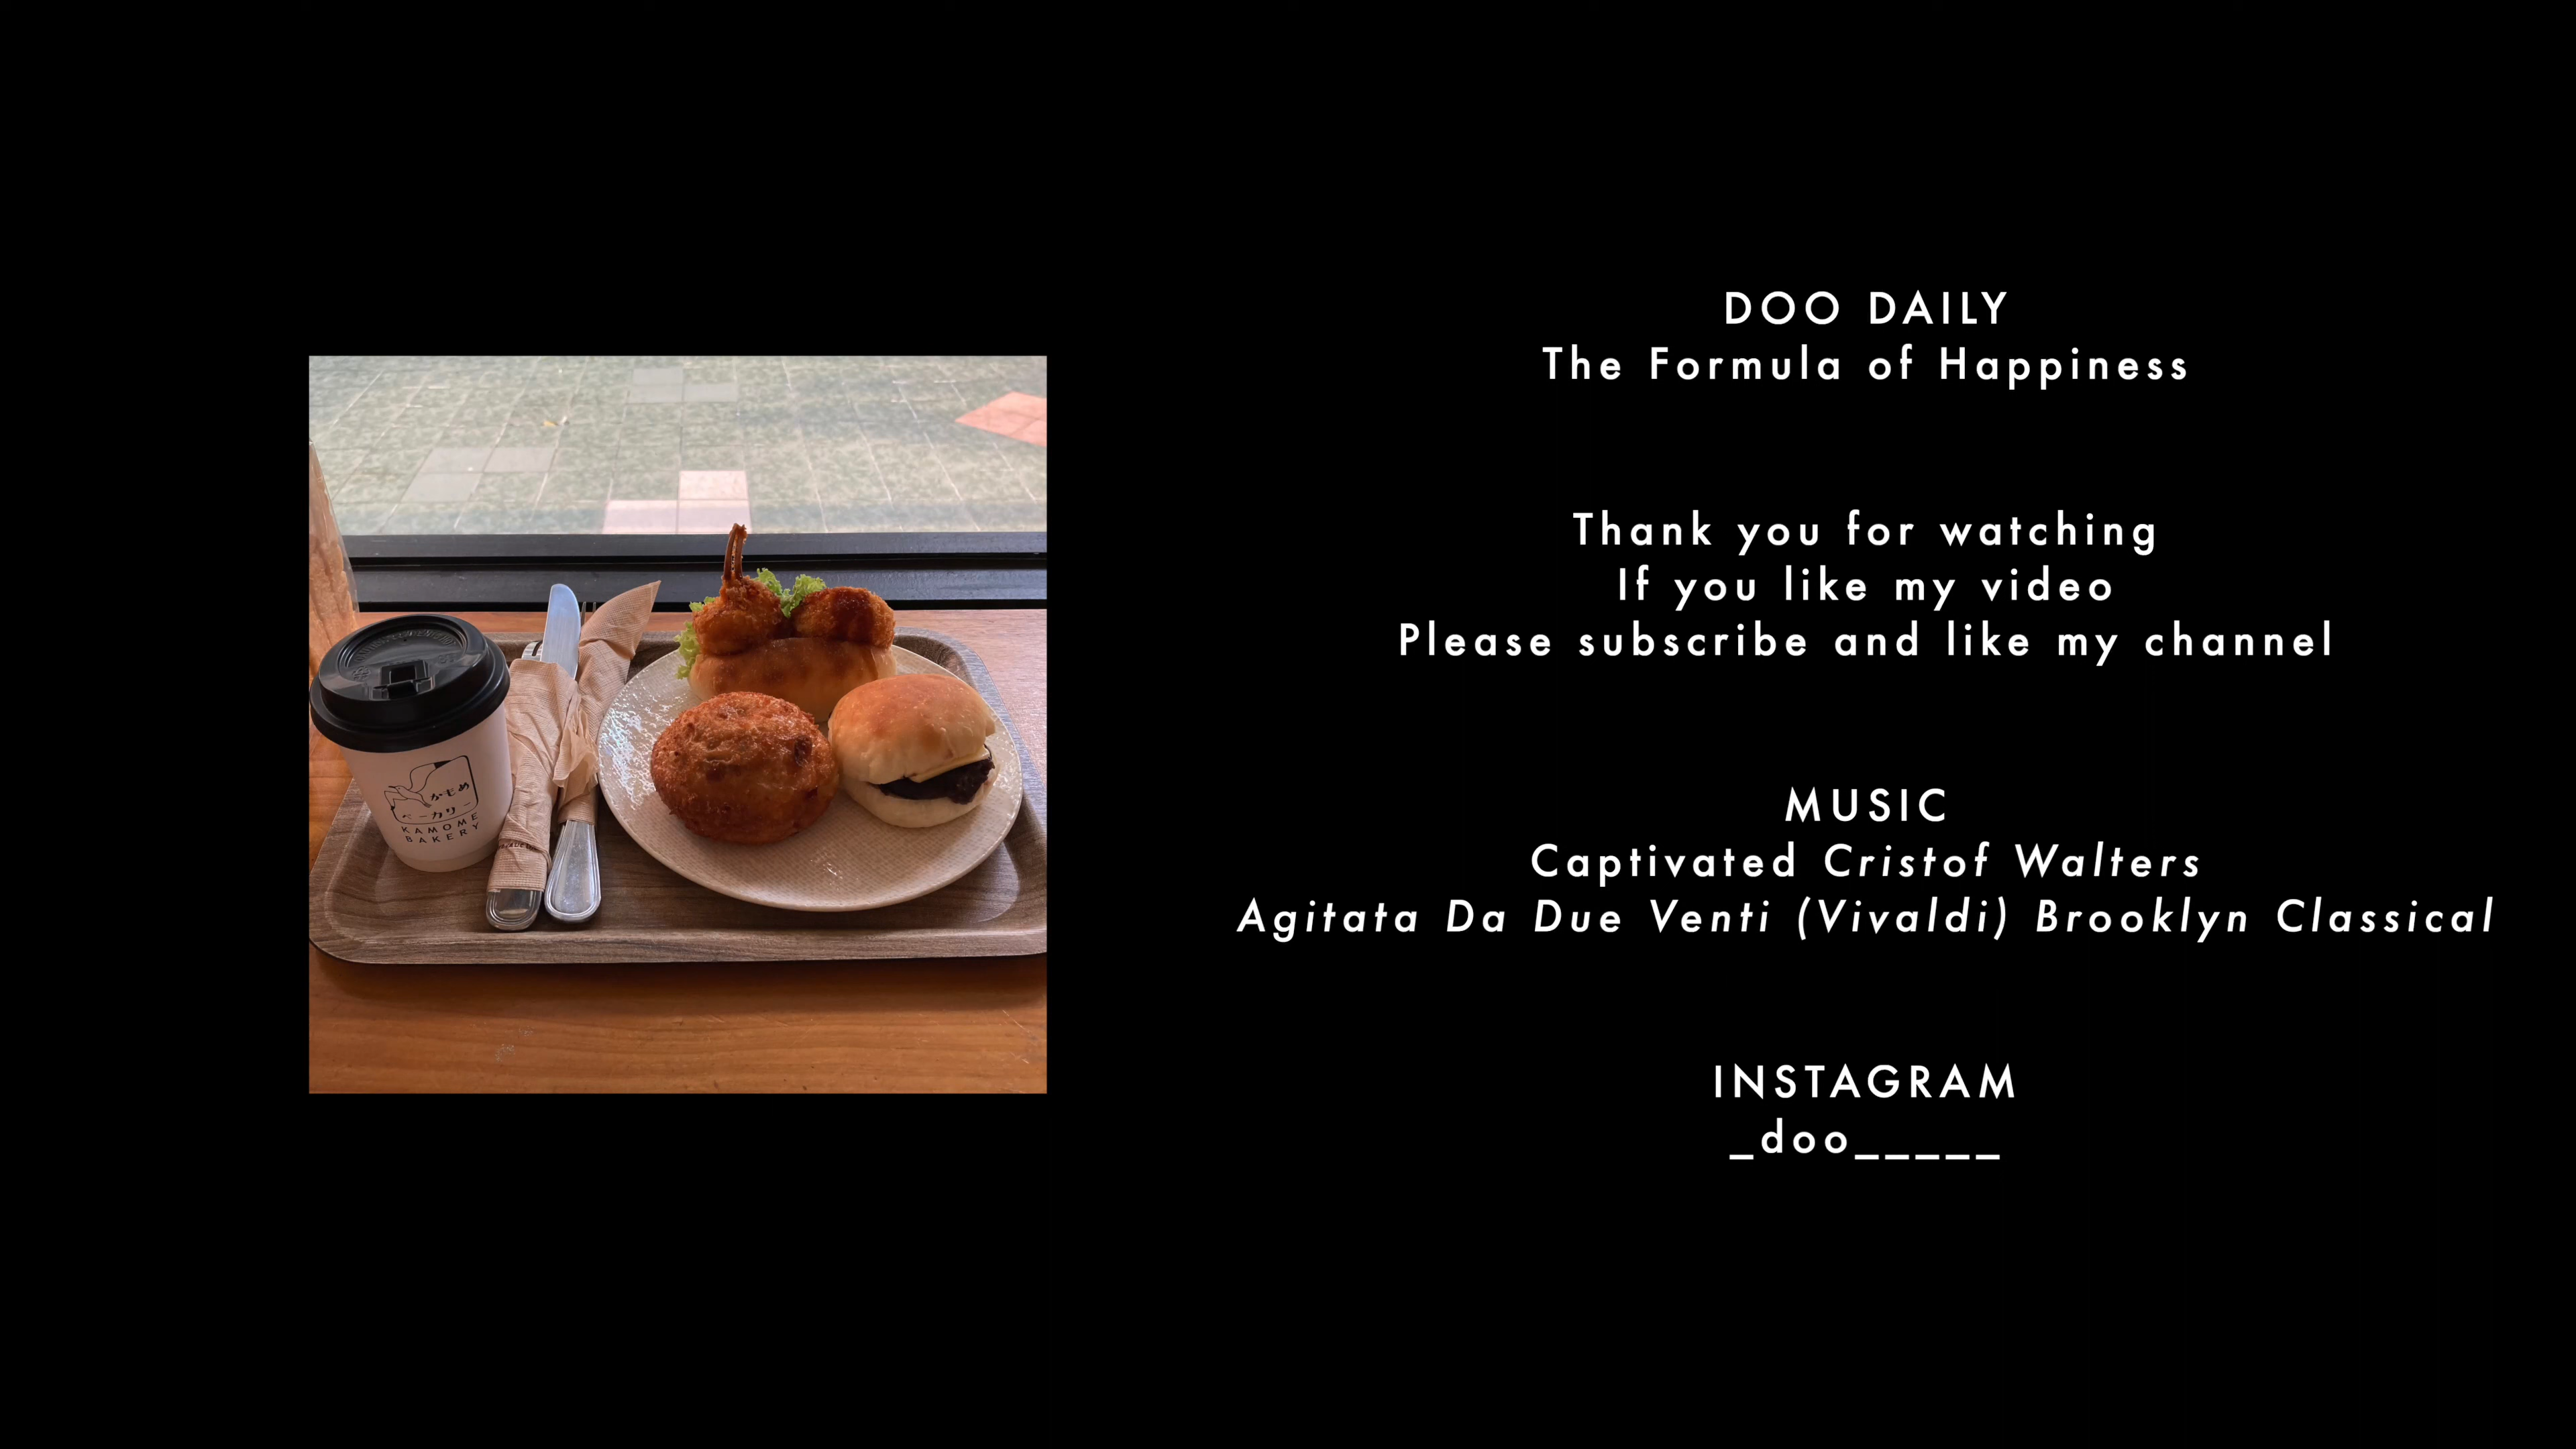 DOO DAILY
The Formula of Happiness
Thank you for watching
If you like my video
Please subscribe and like my channel
MUSIC
Captivated Cristof Walters
Agitata Da Due Venti (Vivaldi) Brooklyn Classical
INSTAGRAM
_doo_____
かもめ
ベーカリー
KAMOME
BAKERY